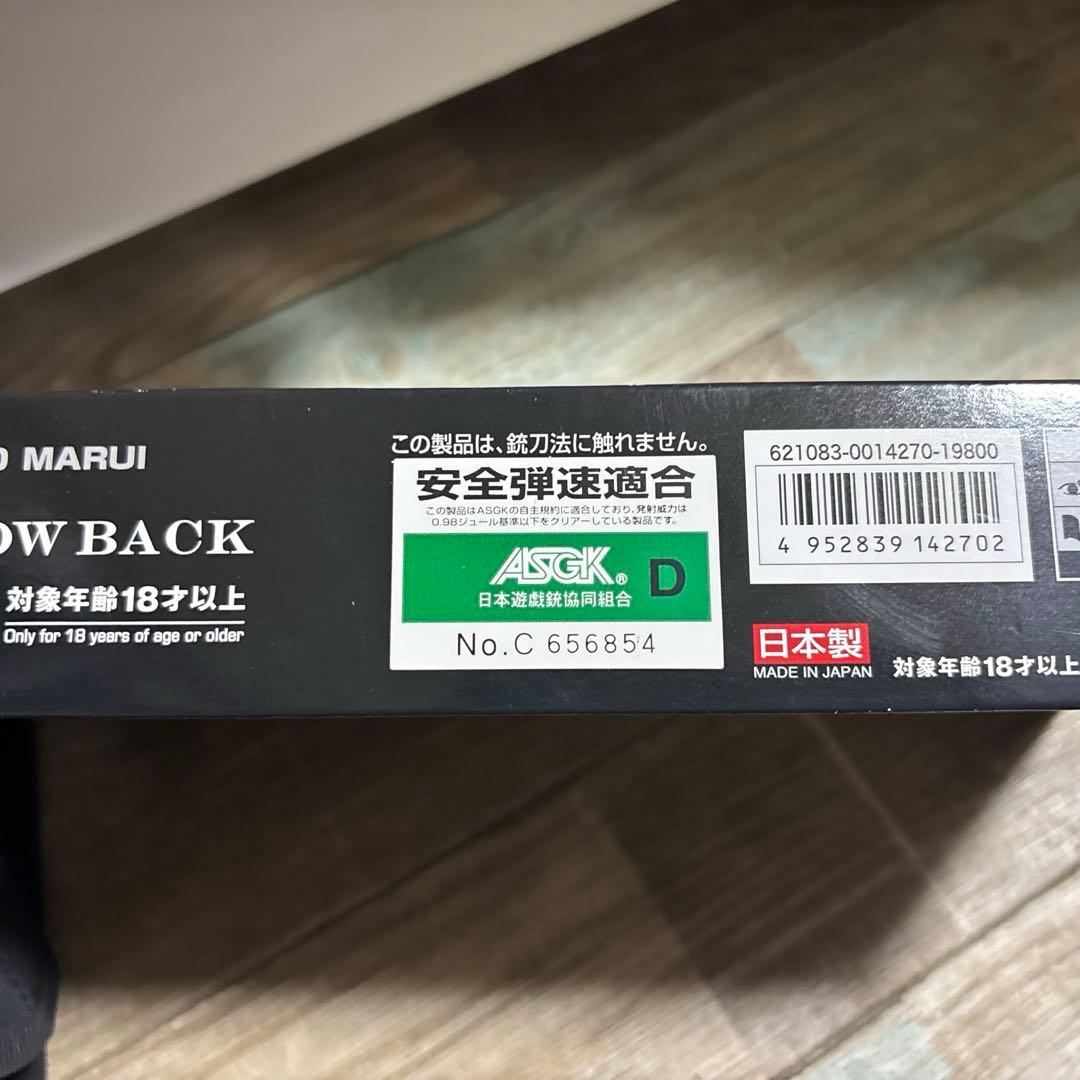 MARUI
BACK
対象年齢18才以上
Only for 18 years of age or older
この製品は、銃刀法に触れません。
安全弾速適合
この製品はASGKの自主規約に適合しており、発射威力は
0.98ジュール基準以下をクリアーしている製品です。
ASGK® D
日本遊戯銃協同組合
No.C 656854
621083-0014270-19800
4 952839 142702
日本製
MADE IN JAPAN
対象年齢18才以上